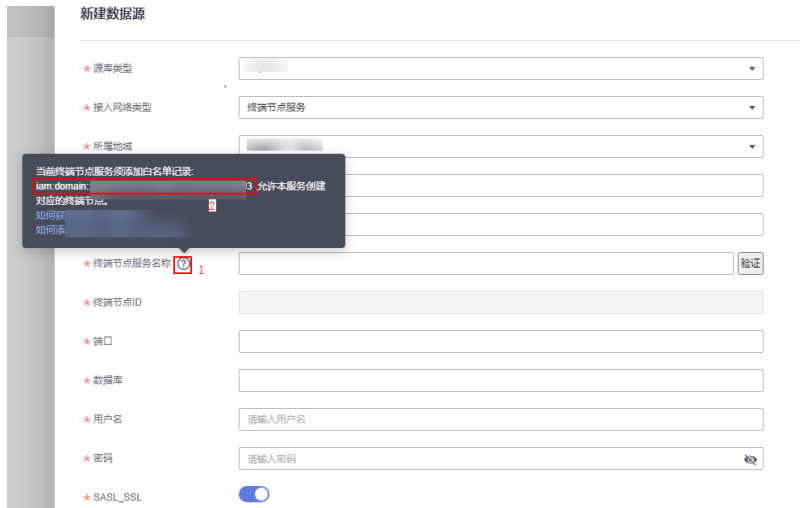 新建数据源
* 源库类型
* 接入网络类型 终端节点服务
* 所属地域
当前终端节点服务须添加白名单记录:
iam:domain:: 3 允许本服务创建
对应的终端节点。
2
如何获
如何添
* 终端节点服务名称 ? 1 验证
* 终端节点ID
* 端口
* 数据库
* 用户名 请输入用户名
* 密码 请输入密码
* SASL_SSL